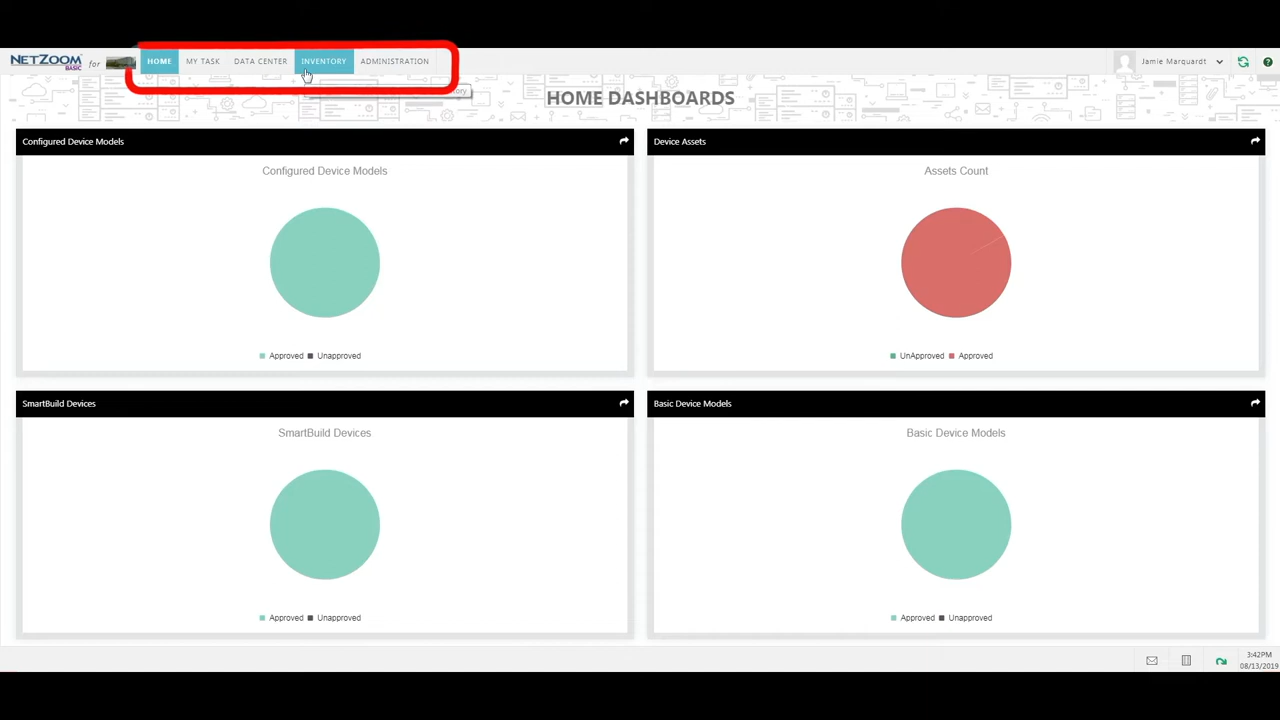 NETZOOM BASIC for HOME MY TASK DATA CENTER INVENTORY ADMINISTRATION Jamie Marquardt
HOME DASHBOARDS
Configured Device Models
Device Assets
Configured Device Models
Assets Count
Approved Unapproved
UnApproved Approved
SmartBuild Devices
Basic Device Models
SmartBuild Devices
Basic Device Models
Approved Unapproved
Approved Unapproved
3:42PM
08/13/2019